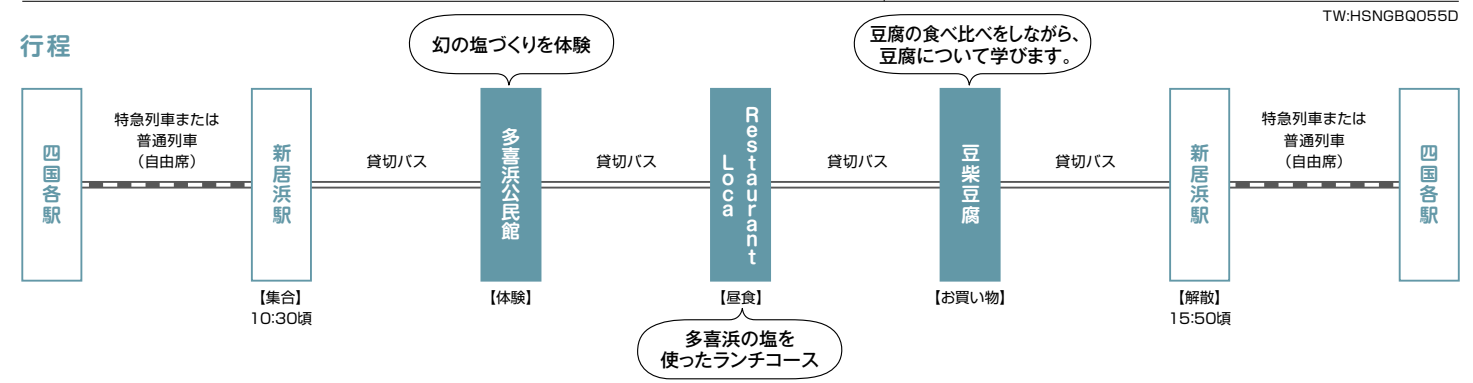 TW:HSNGBQ055D
行程
幻の塩づくりを体験
豆腐の食べ比べをしながら、
豆腐について学びます。
四国各駅
特急列車または
普通列車
（自由席）
新居浜駅
【集合】
10:30頃
貸切バス
多喜浜公民館
【体験】
貸切バス
Restaurant
Loca
【昼食】
多喜浜の塩を
使ったランチコース
貸切バス
豆柴豆腐
【お買い物】
貸切バス
新居浜駅
【解散】
15:50頃
特急列車または
普通列車
（自由席）
四国各駅